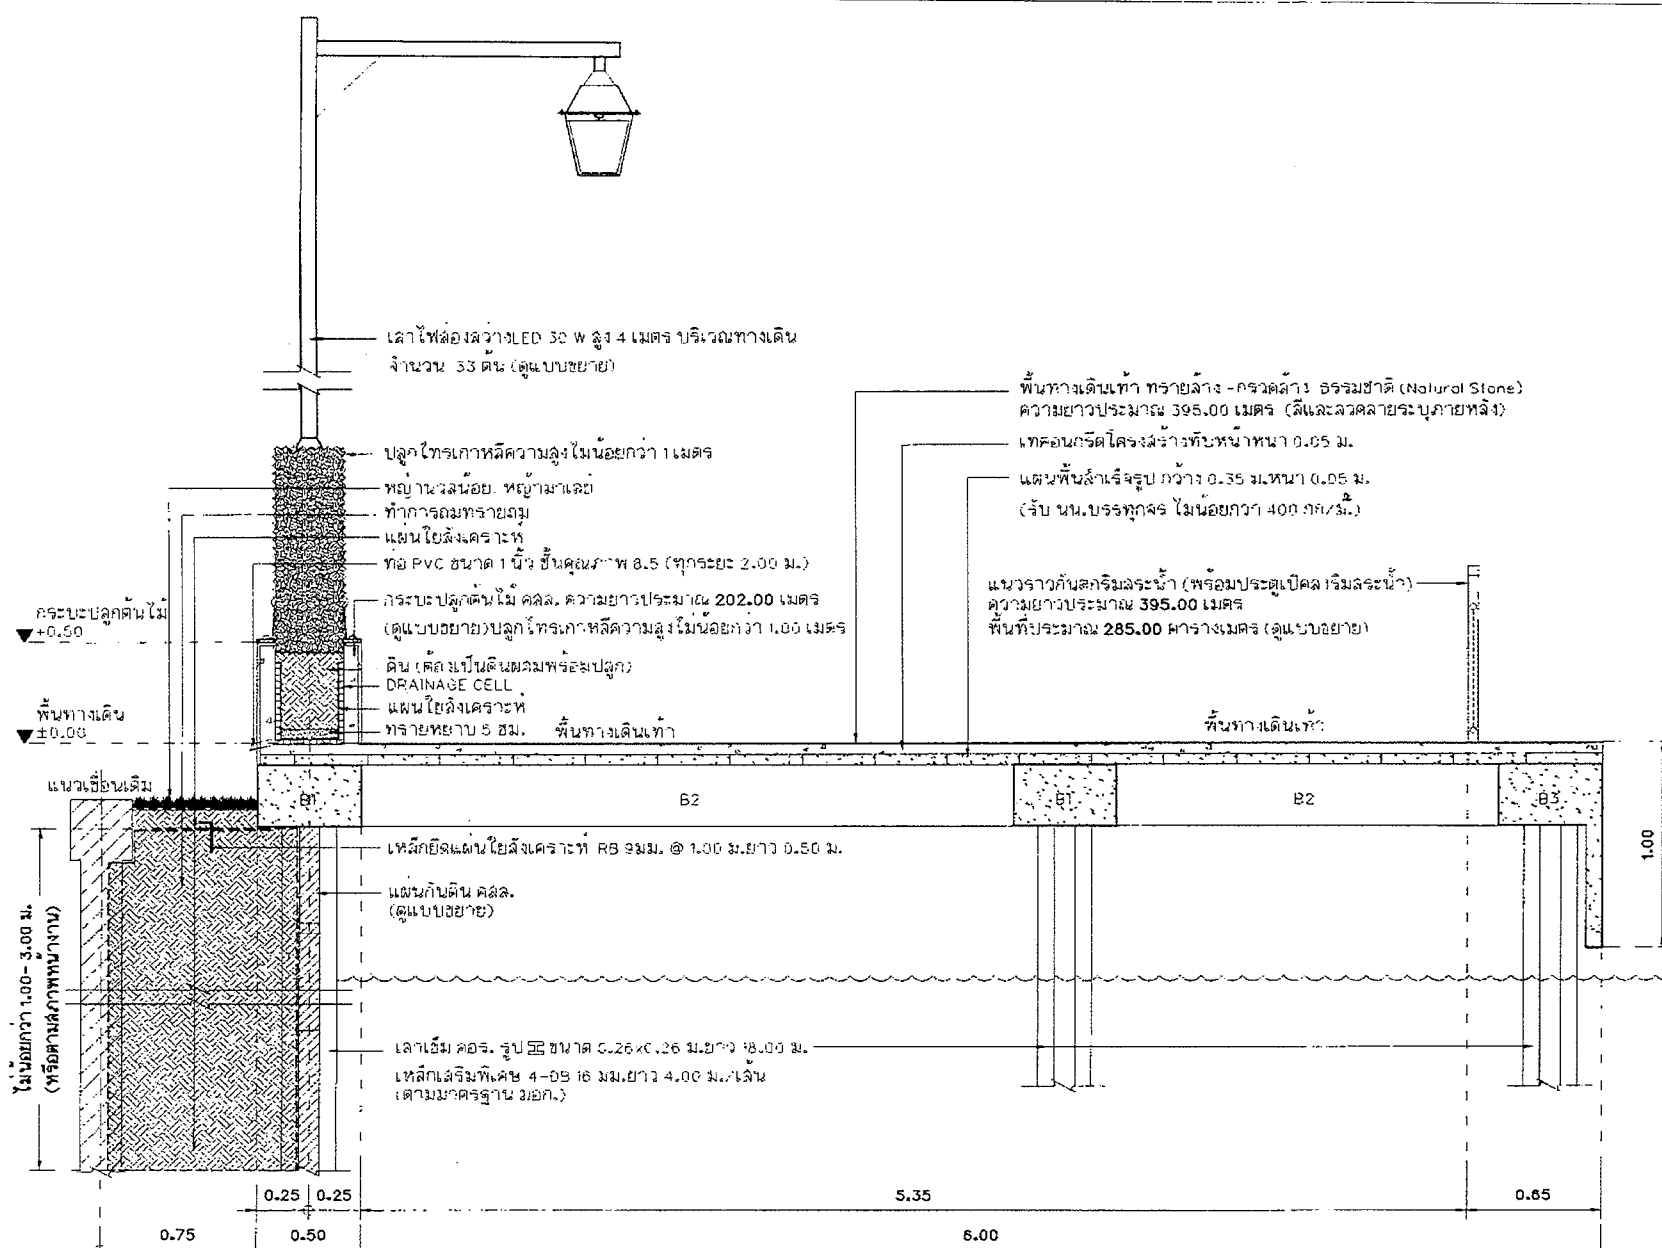 เสาไฟส่องสว่างLED 30 W สูง 4 เมตร บริเวณทางเดิน
จำนวน 33 ต้น (ดูแบบขยาย)
พื้นทางเดินเท้า ทรายล้าง -กรวดล้าง ธรรมชาติ (Natural Stone)
ความยาวประมาณ 395.00 เมตร (สีและลวดลายระบุภายหลัง)
เทคอนกรีตโครงสร้างทับหน้าหนา 0.05 ม.
แผ่นพื้นสำเร็จรูป กว้าง 0.35 ม.หนา 0.05 ม.
(รับ นน.บรรทุกจร ไม่น้อยกว่า 400 กก/ม.²)
ปลูกไทรเกาหลีความสูงไม่น้อยกว่า 1 เมตร
หญ้านวลน้อย, หญ้ามาเลย์
ทำการถมทรายถม
แผ่นใยสังเคราะห์
ท่อ PVC ขนาด 1 นิ้ว ชั้นคุณภาพ 8.5 (ทุกระยะ 2.00 ม.)
กระบะปลูกต้นไม้ คสล. ความยาวประมาณ 202.00 เมตร
(ดูแบบขยาย)ปลูกไทรเกาหลีความสูงไม่น้อยกว่า 1.00 เมตร
แนวราวกันตกริมสระน้ำ (พร้อมประตูเปิดลงริมสระน้ำ)
ความยาวประมาณ 395.00 เมตร
พื้นที่ประมาณ 285.00 ตารางเมตร (ดูแบบขยาย)
กระบะปลูกต้นไม้
+0.50
ดิน (ต้องเป็นดินผสมพร้อมปลูก)
DRAINAGE CELL
แผ่นใยสังเคราะห์
ทรายหยาบ 5 ซม.
พื้นทางเดิน
±0.00
พื้นทางเดินเท้า
พื้นทางเดินเท้า
แนวเขื่อนเดิม
B1
B2
B1
B2
B3
เหล็กยึดแผ่นใยสังเคราะห์ RB 9มม. @ 1.00 ม.ยาว 0.50 ม.
แผ่นกันดิน คสล.
(ดูแบบขยาย)
1.00
ไม่น้อยกว่า 1.00-3.00 ม.
(หรือตามสภาพหน้างาน)
เสาเข็ม คอร. รูป ขนาด 0.26x0.26 ม.ยาว 18.00 ม.
เหล็กเสริมพิเศษ 4-DB 16 มม.ยาว 4.00 ม./เส้น
(ตามมาตรฐาน มอก.)
0.25
0.25
5.35
0.65
0.75
0.50
6.00